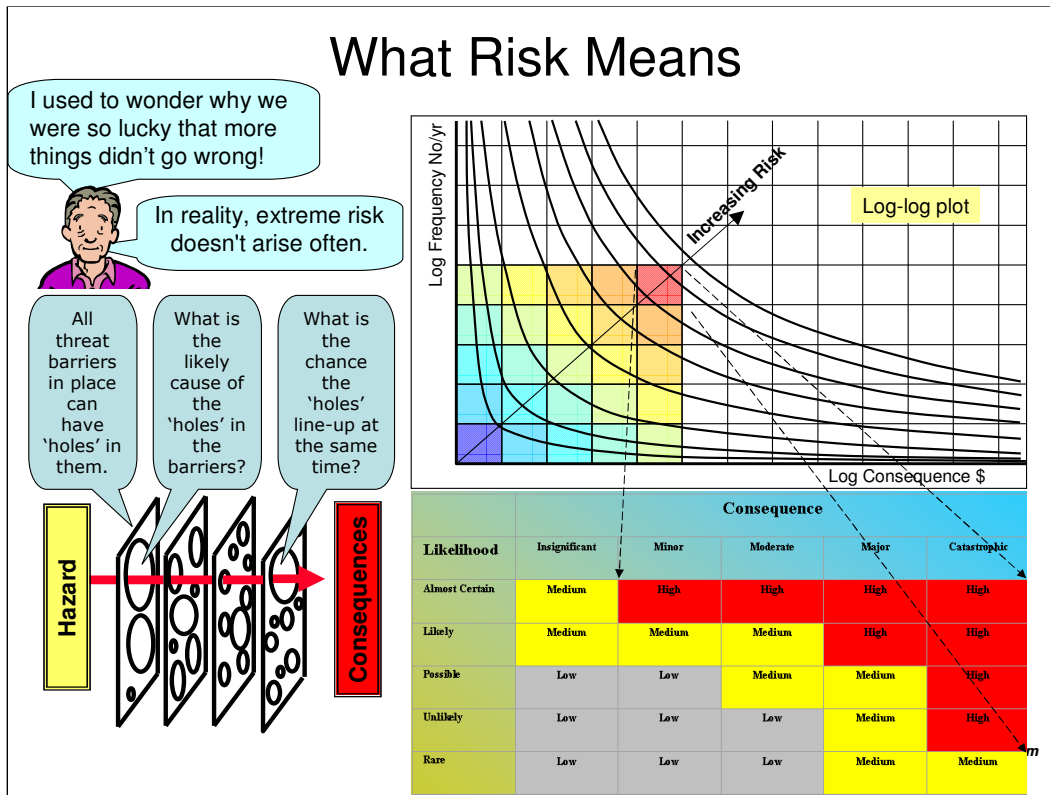 What Risk Means
I used to wonder why we
were so lucky that more
things didn't go wrong!
In reality, extreme risk
doesn't arise often.
All
threat
barriers
in place
can
have
‘holes’ in
them.
What is
the
likely
cause of
the
‘holes’ in
the
barriers?
What is
the
chance
the
‘holes’
line-up at
the same
time?
Hazard
Consequences
Log Frequency No/yr
Increasing Risk
Log-log plot
Log Consequence $
Consequence
Likelihood Insignificant Minor Moderate Major Catastrophic
Almost Certain Medium High High High High
Likely Medium Medium Medium High High
Possible Low Low Medium Medium High
Unlikely Low Low Low Medium High
Rare Low Low Low Medium Medium
m